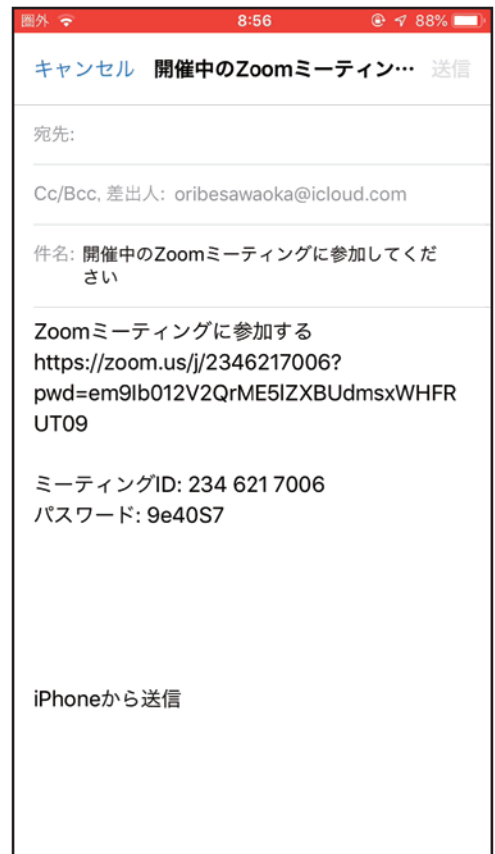 圏外 8:56 88%
キャンセル 開催中のZoomミーティン… 送信
宛先:
Cc/Bcc, 差出人: oribesawaoka@icloud.com
件名: 開催中のZoomミーティングに参加してくだ
さい
Zoomミーティングに参加する
https://zoom.us/j/2346217006?
pwd=em9lb012V2QrME5lZXBUdmsxWHFR
UT09
ミーティングID: 234 621 7006
パスワード: 9e40S7
iPhoneから送信